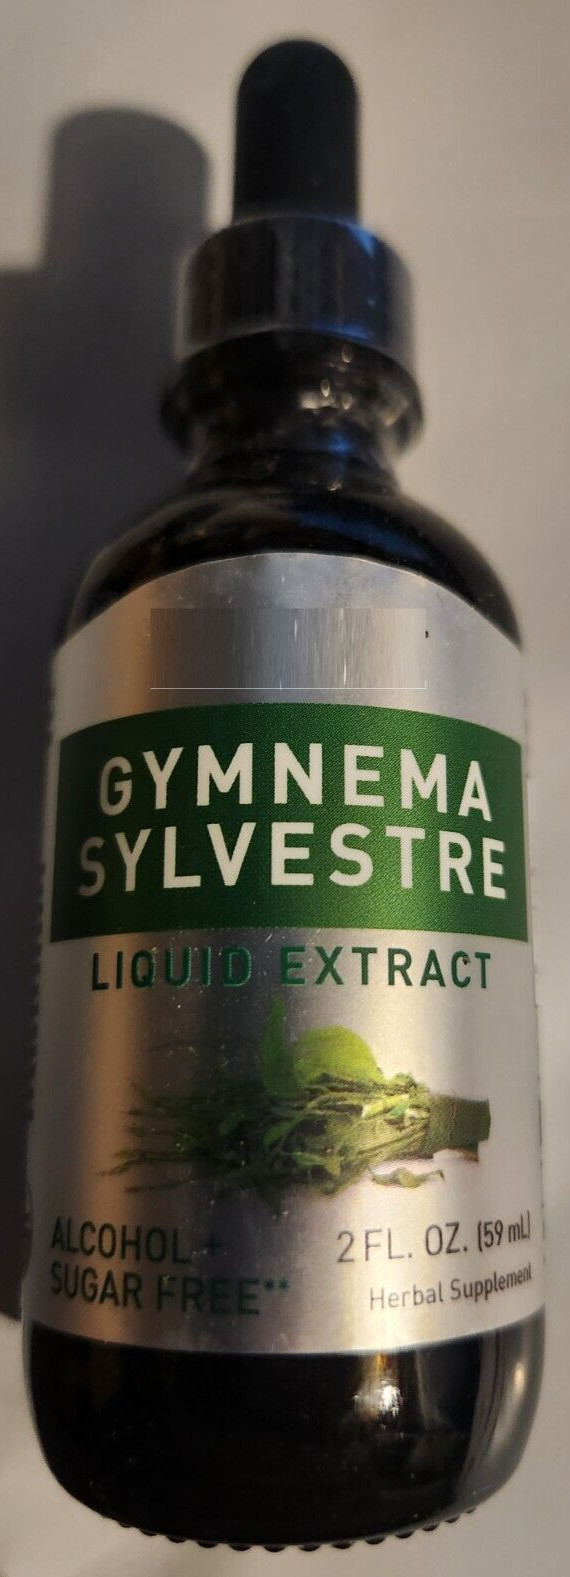 GYMNEMA
SYLVESTRE
LIQUID EXTRACT
ALCOHOL +
SUGAR FREE**
2 FL. OZ. (59 mL)
Herbal Supplement